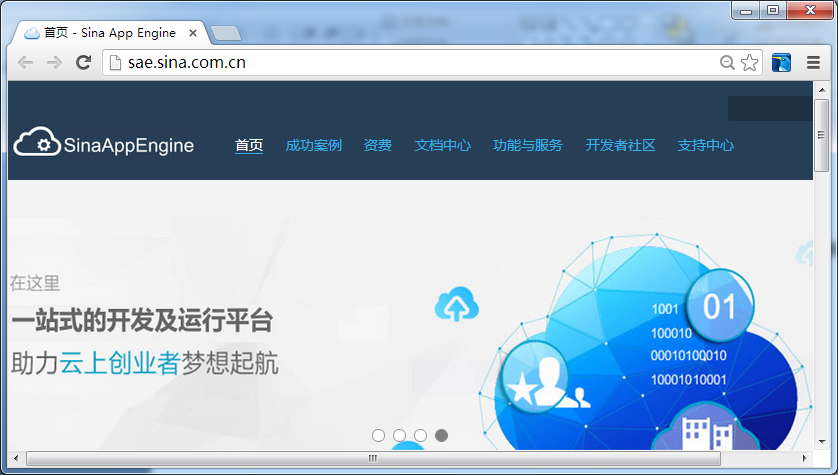 首页 - Sina App Engine
sae.sina.com.cn
SinaAppEngine 首页 成功案例 资费 文档中心 功能与服务 开发者社区 支持中心
在这里
一站式的开发及运行平台
助力云上创业者梦想起航
01
1001
100010
00010100010
10001010001